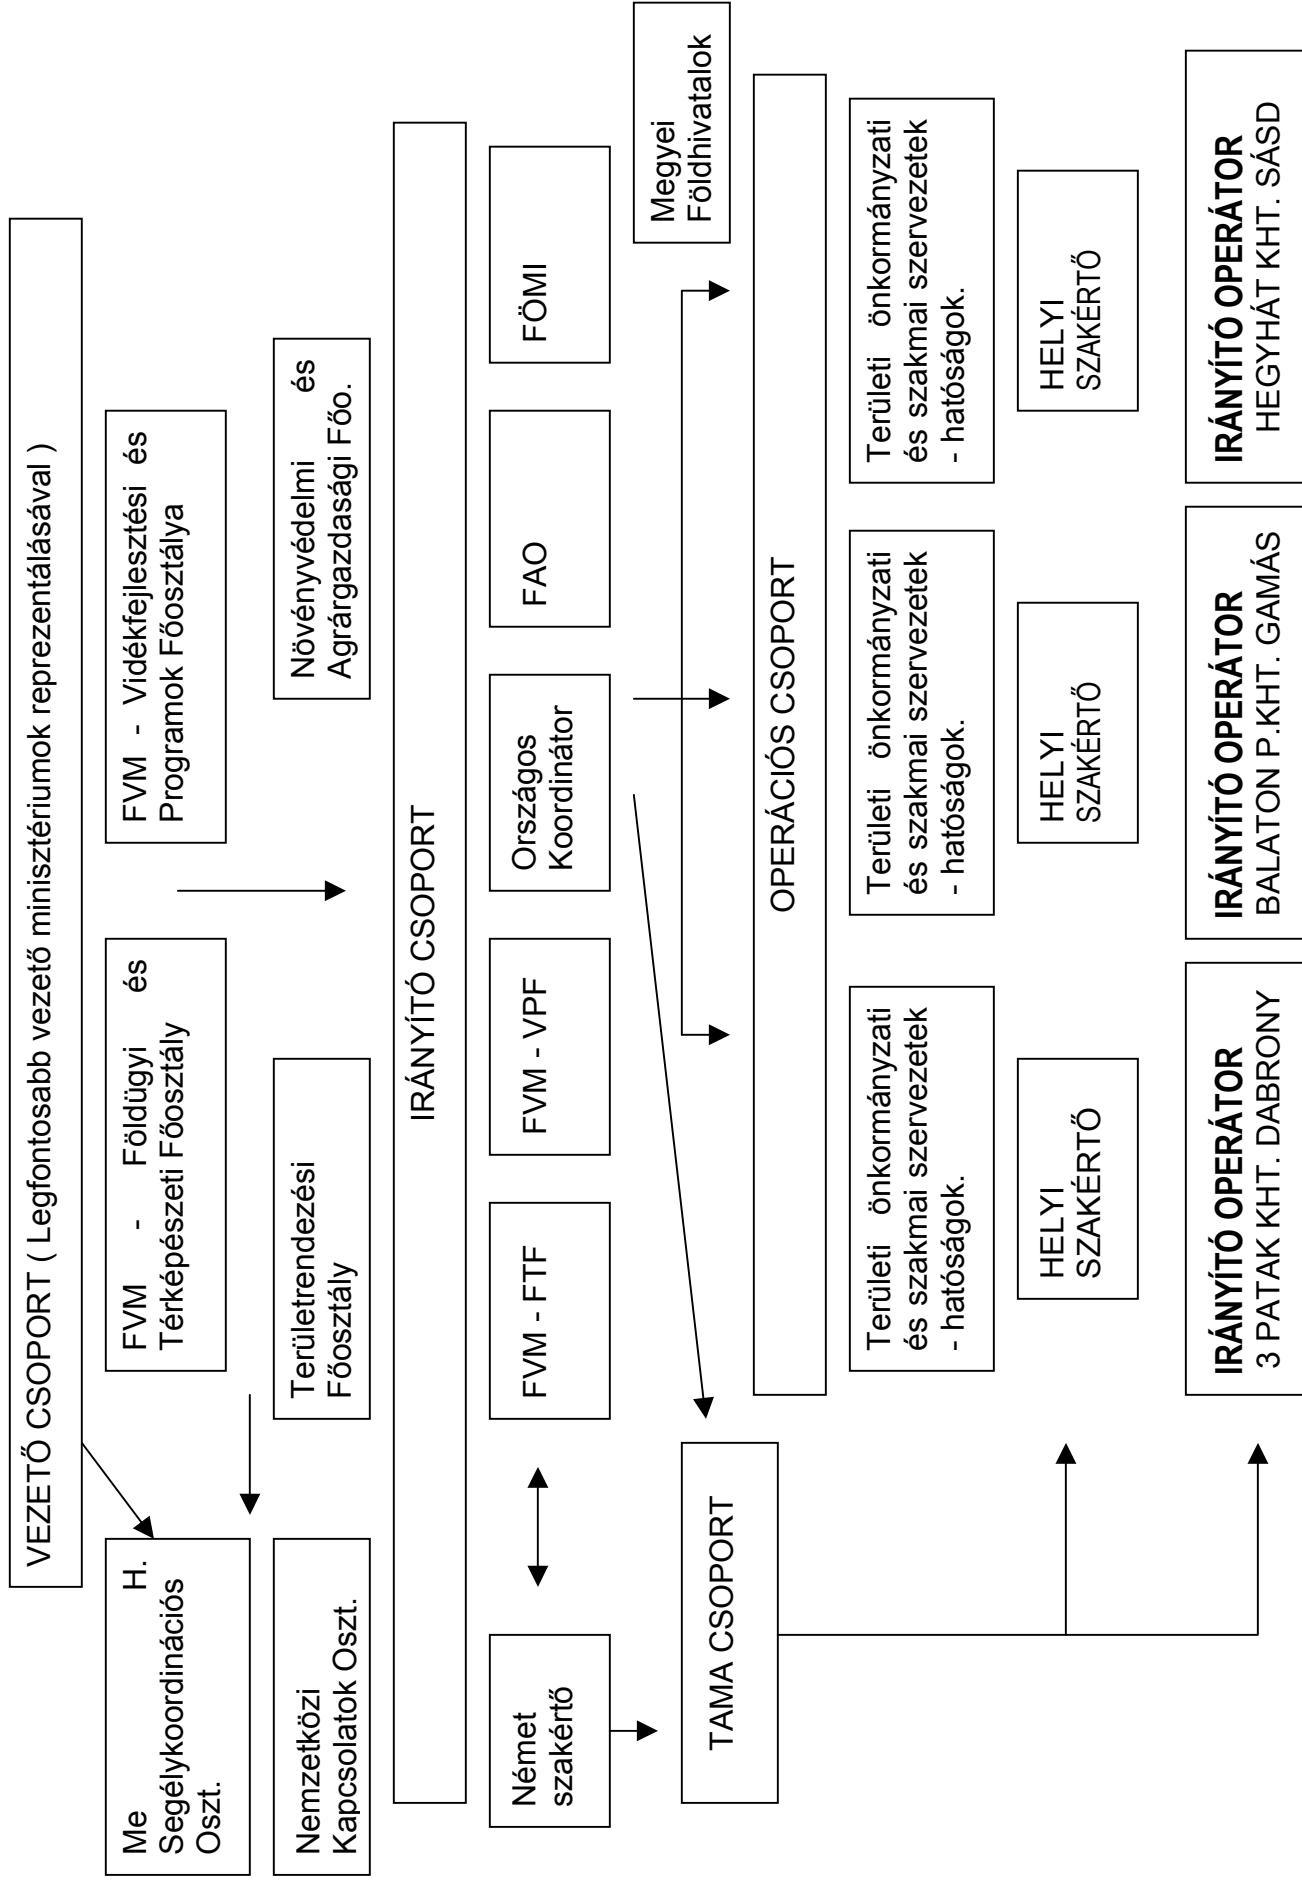 VEZETŐ CSOPORT ( Legfontosabb vezető minisztériumok reprezentálásával )
Me H.
Segélykoordinációs
Oszt.
FVM - Földügyi és
Térképészeti Főosztály
FVM - Vidékfejlesztési és
Programok Főosztálya
Nemzetközi
Kapcsolatok Oszt.
Területrendezési
Főosztály
Növényvédelmi és
Agrárgazdasági Főo.
IRÁNYÍTÓ CSOPORT
Német
szakértő
FVM - FTF
FVM - VPF
Országos
Koordinátor
FAO
FÖMI
Megyei
Földhivatalok
TAMA CSOPORT
OPERÁCIÓS CSOPORT
Területi önkormányzati
és szakmai szervezetek
- hatóságok.
Területi önkormányzati
és szakmai szervezetek
- hatóságok.
Területi önkormányzati
és szakmai szervezetek
- hatóságok.
HELYI
SZAKÉRTŐ
HELYI
SZAKÉRTŐ
HELYI
SZAKÉRTŐ
IRÁNYÍTÓ OPERÁTOR
3 PATAK KHT. DABRONY
IRÁNYÍTÓ OPERÁTOR
BALATON P.KHT. GAMÁS
IRÁNYÍTÓ OPERÁTOR
HEGYHÁT KHT. SÁSD